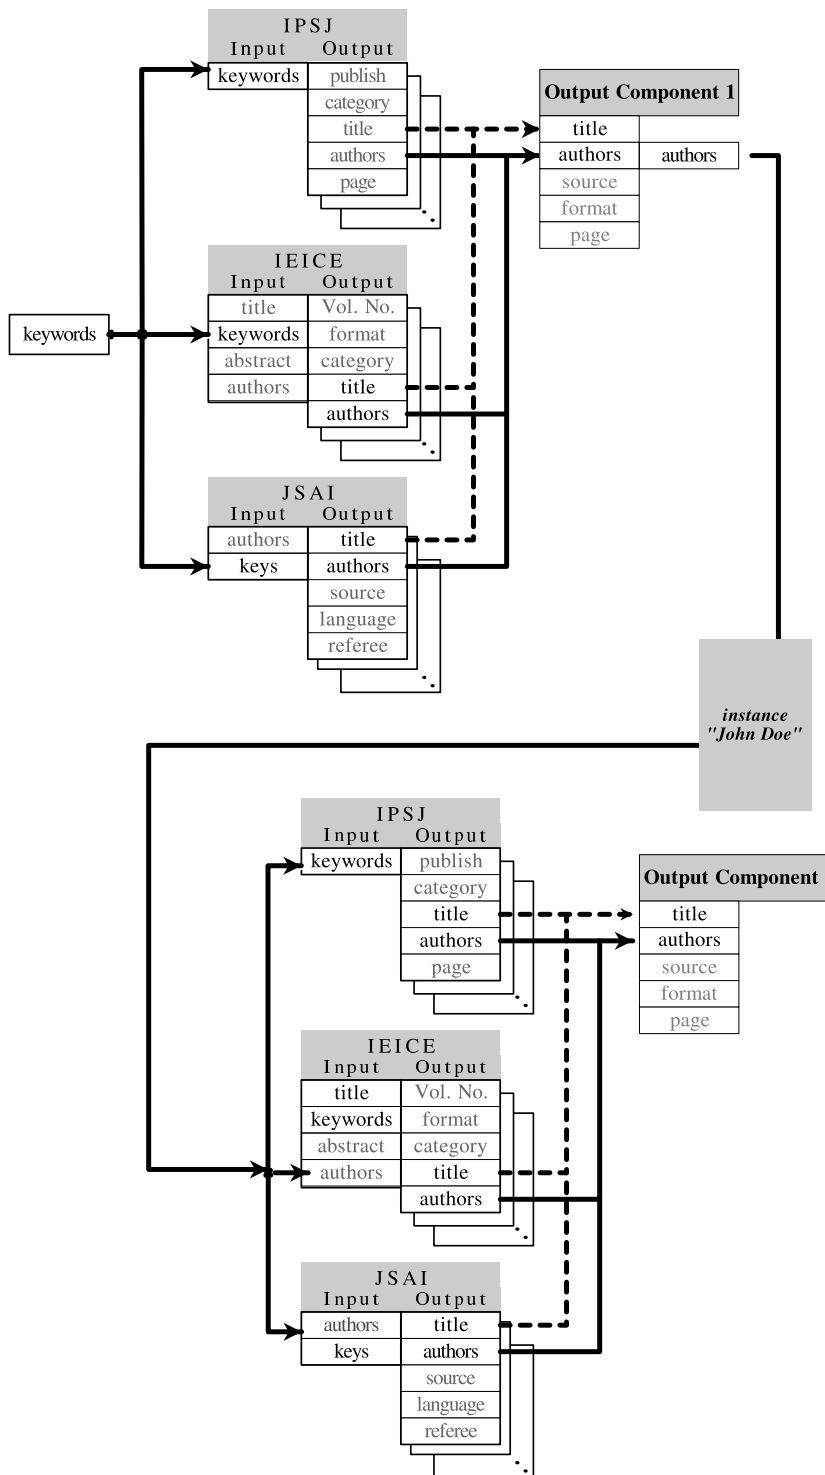 IPSJ
Input Output
keywords publish
category
title
authors
page
Output Component 1
title
authors authors
source
format
page
IEICE
Input Output
title Vol. No.
keywords format
abstract category
authors title
authors
keywords
JSAI
Input Output
authors title
keys authors
source
language
referee
instance
"John Doe"
IPSJ
Input Output
keywords publish
category
title
authors
page
Output Component
title
authors
source
format
page
IEICE
Input Output
title Vol. No.
keywords format
abstract category
authors title
authors
JSAI
Input Output
authors title
keys authors
source
language
referee